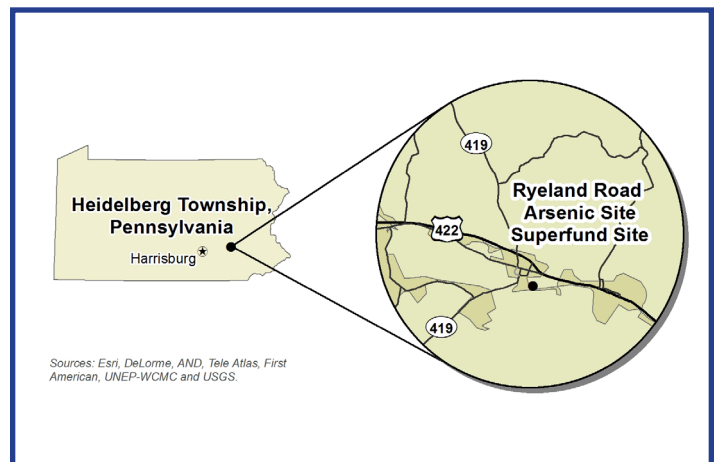 Heidelberg Township,
Pennsylvania
Harrisburg
419
Ryeland Road
Arsenic Site
Superfund Site
422
419
Sources: Esri, DeLorme, AND, Tele Atlas, First
American, UNEP-WCMC and USGS.